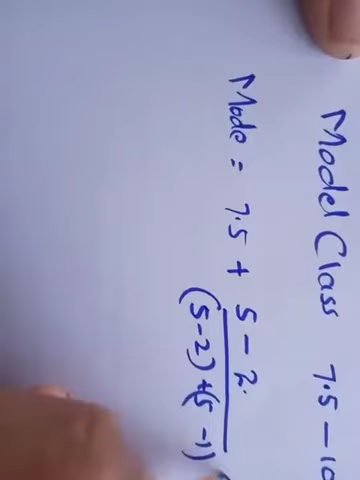 Model Class 7.5 - 10
Mode = 7.5 + 5 - 2
(5-2) + (5-1)